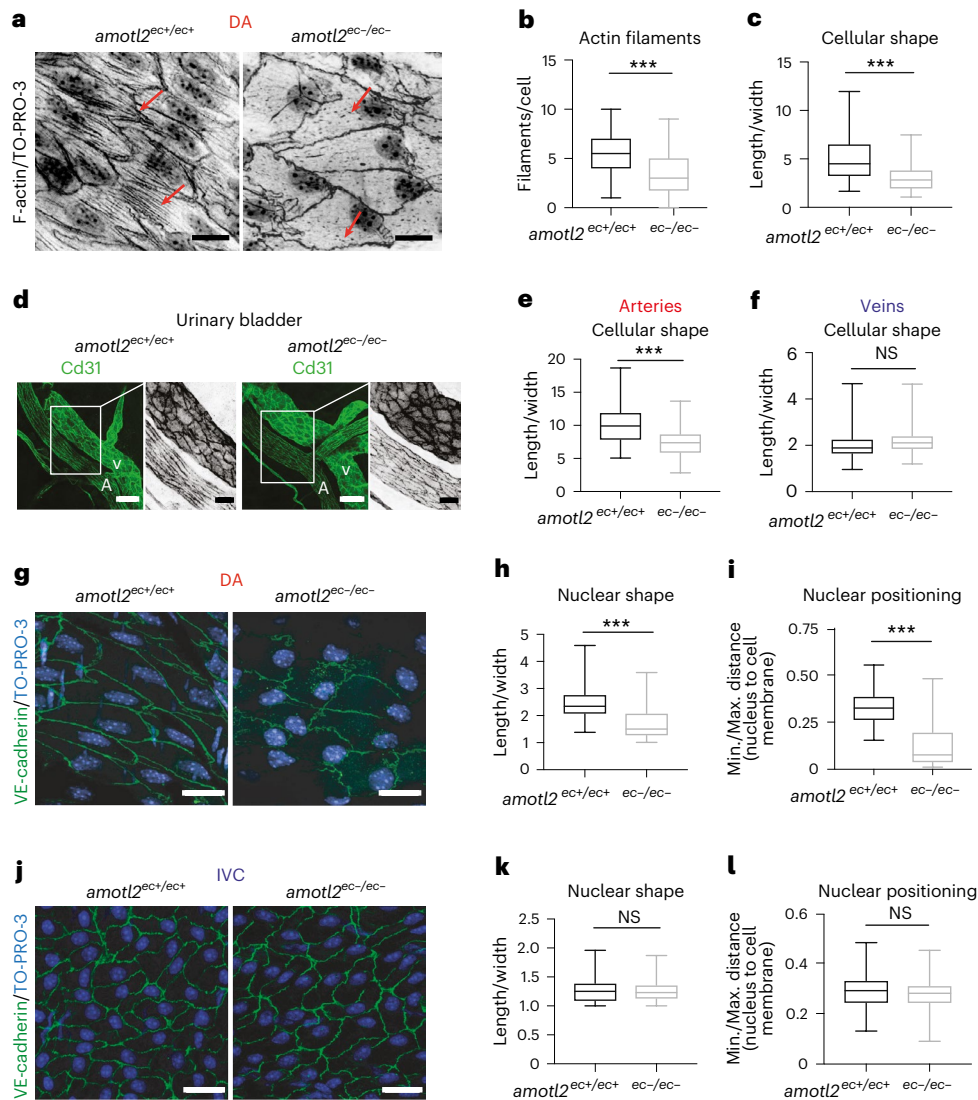 a
DA
amotl2ec+/ec+
amotl2ec−/ec−
F-actin/TO-PRO-3
b
Actin filaments
***
Filaments/cell
15
10
5
0
amotl2 ec+/ec+ ec−/ec−
c
Cellular shape
***
Length/width
15
10
5
0
amotl2 ec+/ec+ ec−/ec−
d
Urinary bladder
amotl2ec+/ec+
amotl2ec−/ec−
Cd31
Cd31
v
A
v
A
e
Arteries
Cellular shape
***
Length/width
20
15
10
5
0
amotl2 ec+/ec+ ec−/ec−
f
Veins
Cellular shape
NS
Length/width
6
4
2
0
amotl2 ec+/ec+ ec−/ec−
g
DA
amotl2ec+/ec+
amotl2ec−/ec−
VE-cadherin/TO-PRO-3
h
Nuclear shape
***
Length/width
5
4
3
2
1
0
amotl2 ec+/ec+ ec−/ec−
i
Nuclear positioning
***
Min./Max. distance
(nucleus to cell
membrane)
0.75
0.50
0.25
0
amotl2 ec+/ec+ ec−/ec−
j
IVC
amotl2ec+/ec+
amotl2ec−/ec−
VE-cadherin/TO-PRO-3
k
Nuclear shape
NS
Length/width
2.5
2.0
1.5
1.0
0.5
0
amotl2 ec+/ec+ ec−/ec−
l
Nuclear positioning
NS
Min./Max. distance
(nucleus to cell
membrane)
0.6
0.4
0.2
0
amotl2 ec+/ec+ ec−/ec−